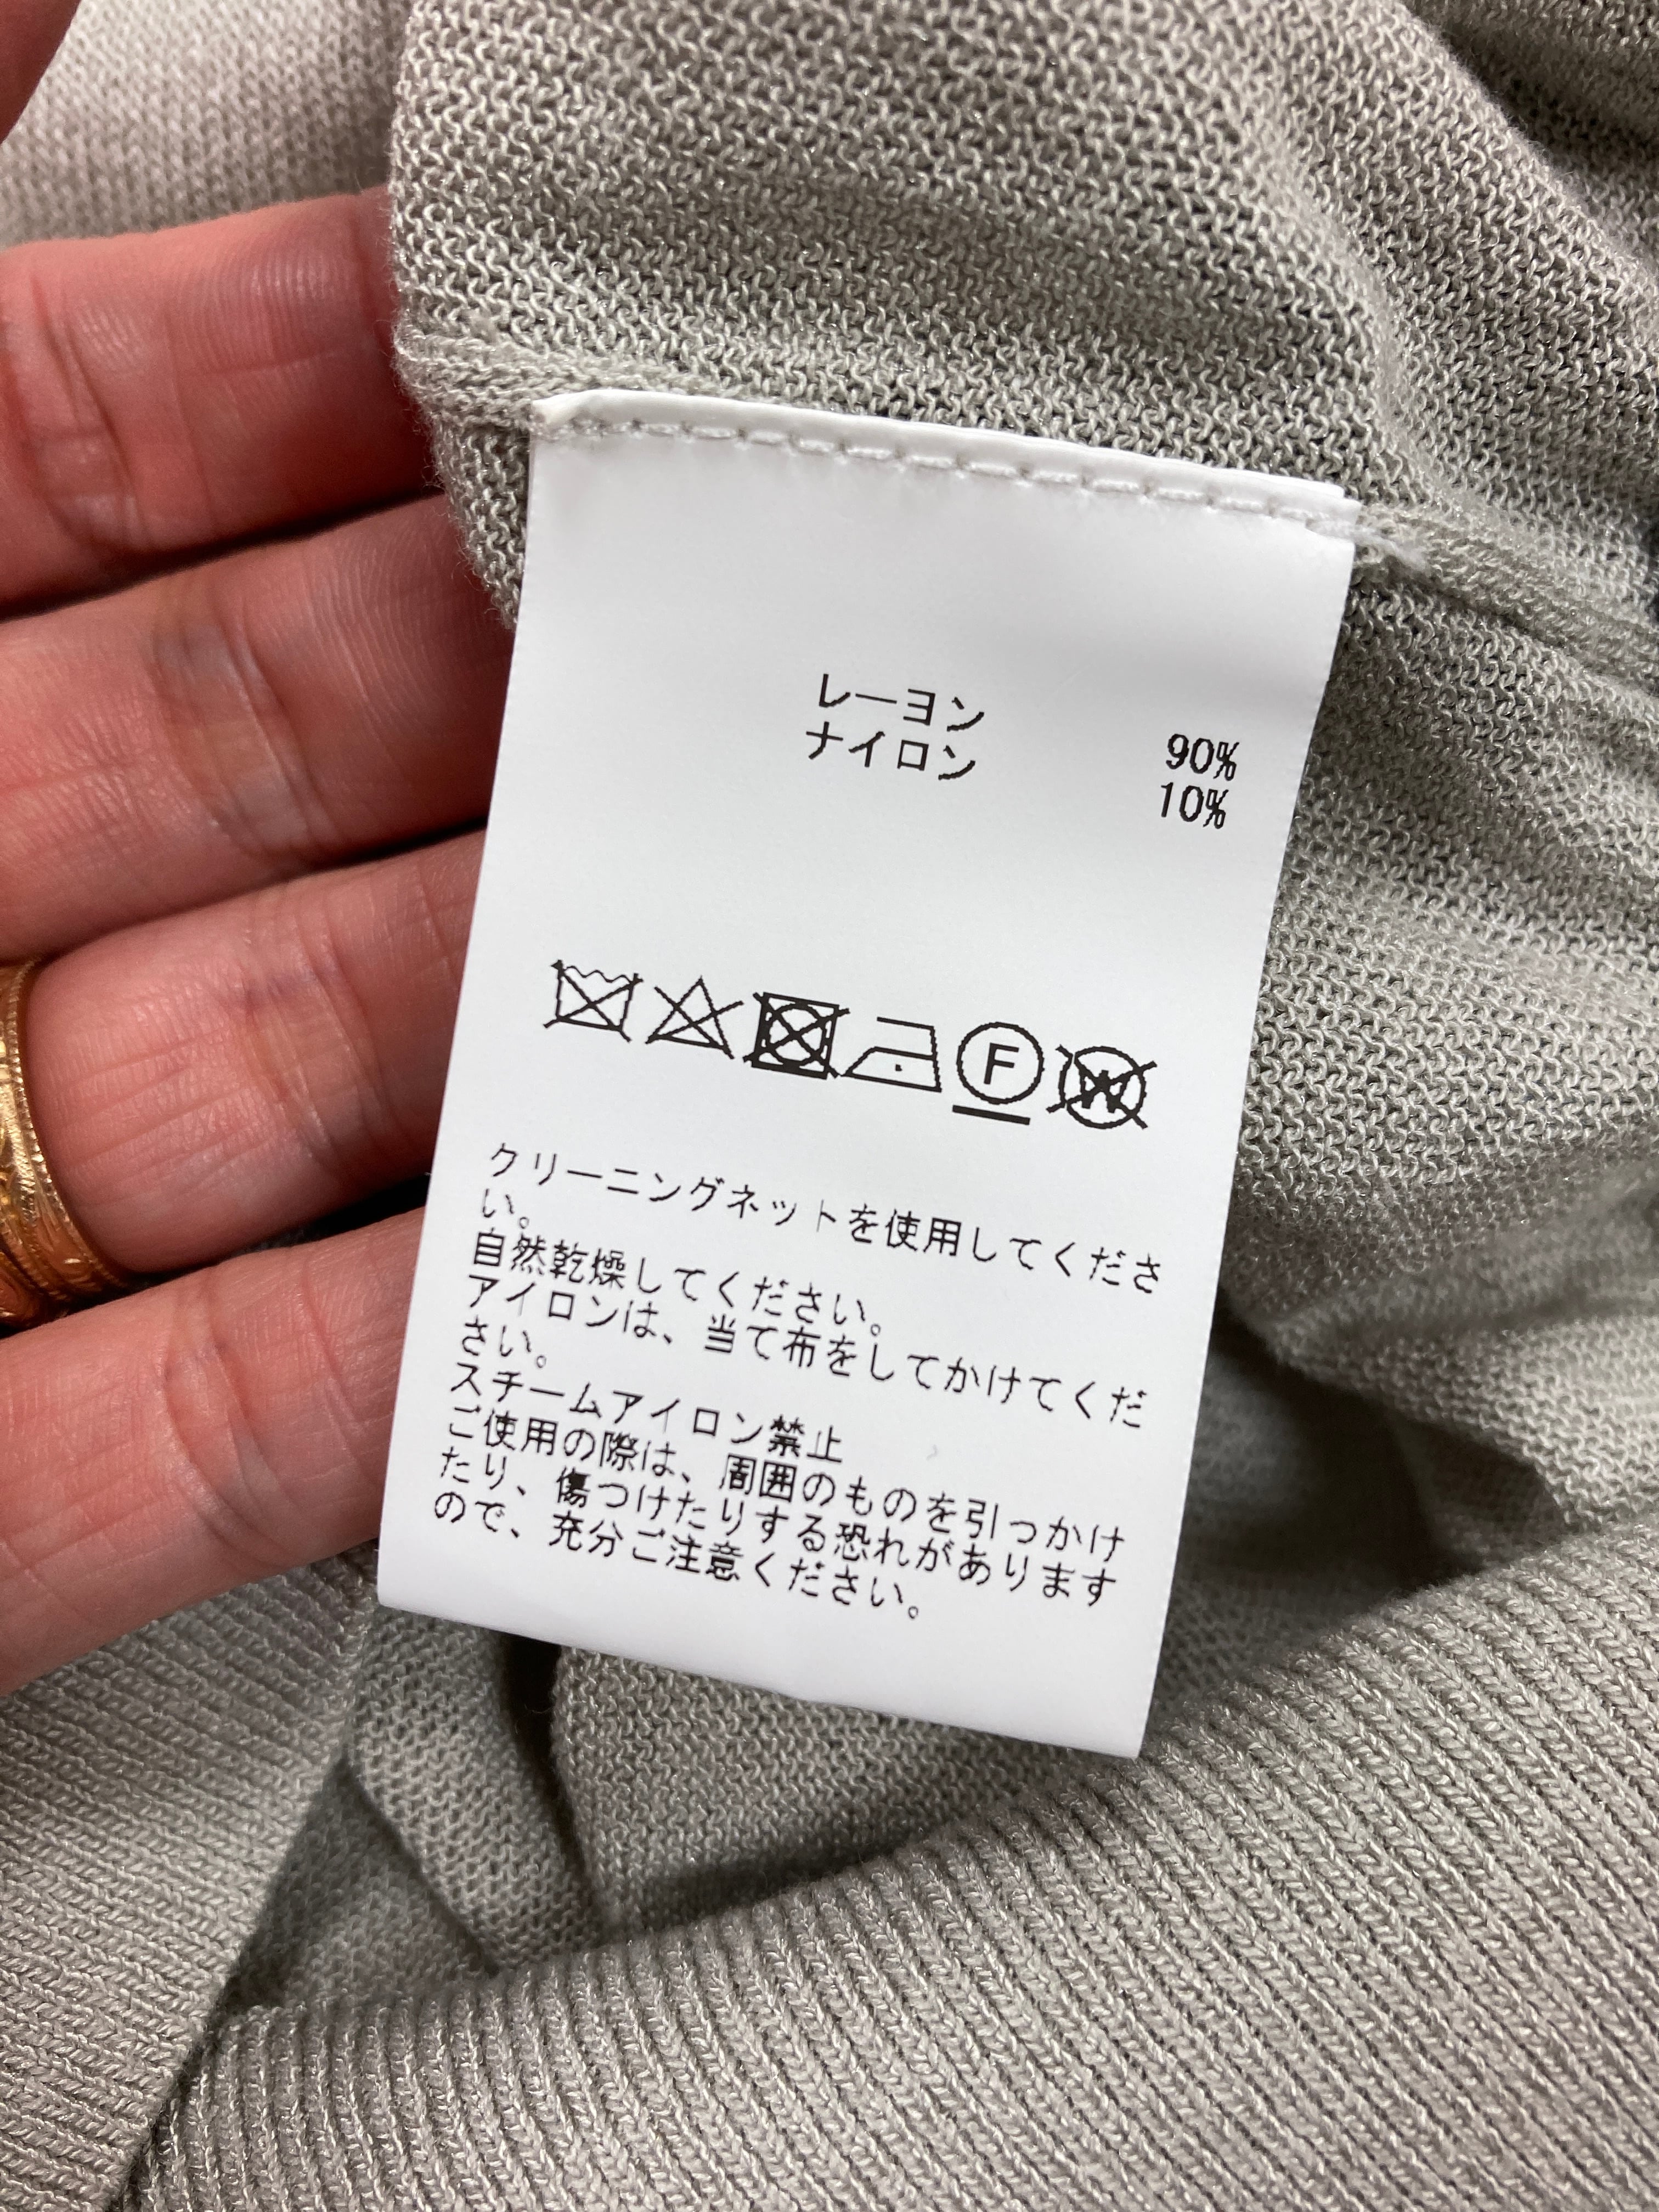 レーヨン 90%
ナイロン 10%
F W
クリーニングネットを使用してくださ
い。
自然乾燥してください。
アイロンは、当て布をしてかけてくだ
さい。
スチームアイロン禁止
ご使用の際は、周囲のものを引っかけ
たり、傷つけたりする恐れがあります
ので、充分ご注意ください。